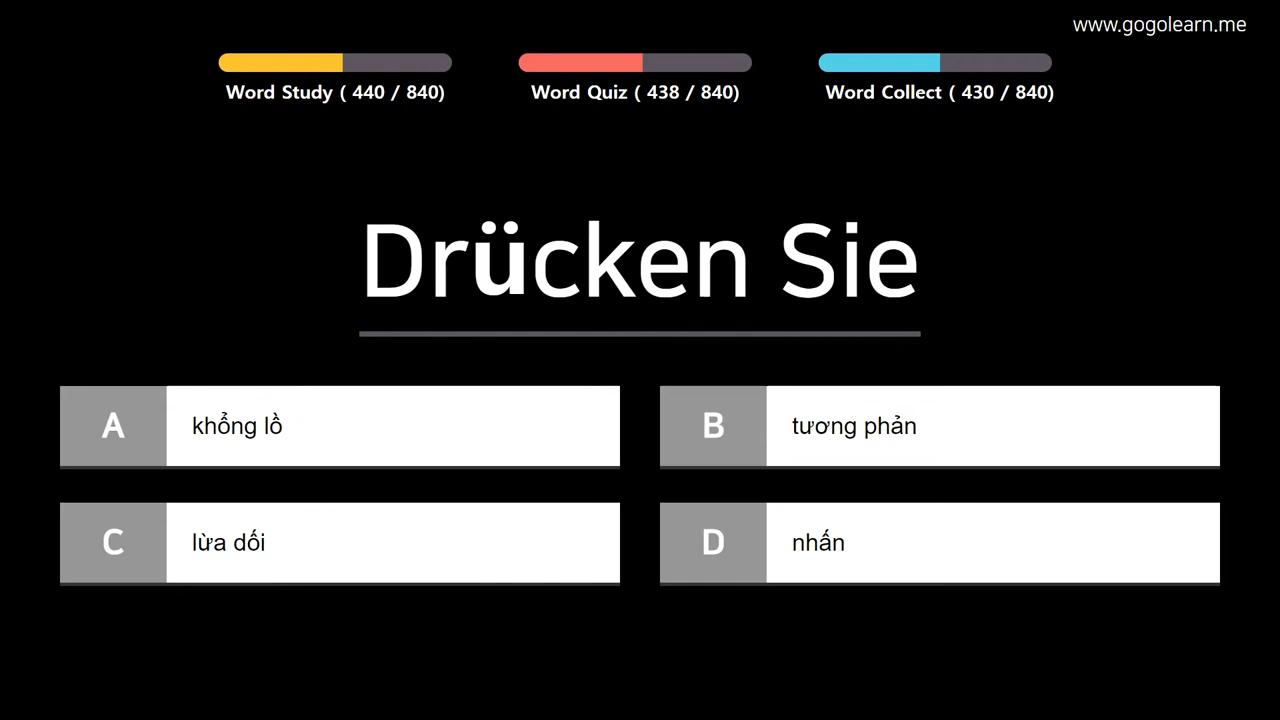 www.gogolearn.me
Word Study ( 440 / 840)
Word Quiz ( 438 / 840)
Word Collect ( 430 / 840)
Drücken Sie
A khổng lồ
B tương phản
C lừa dối
D nhấn